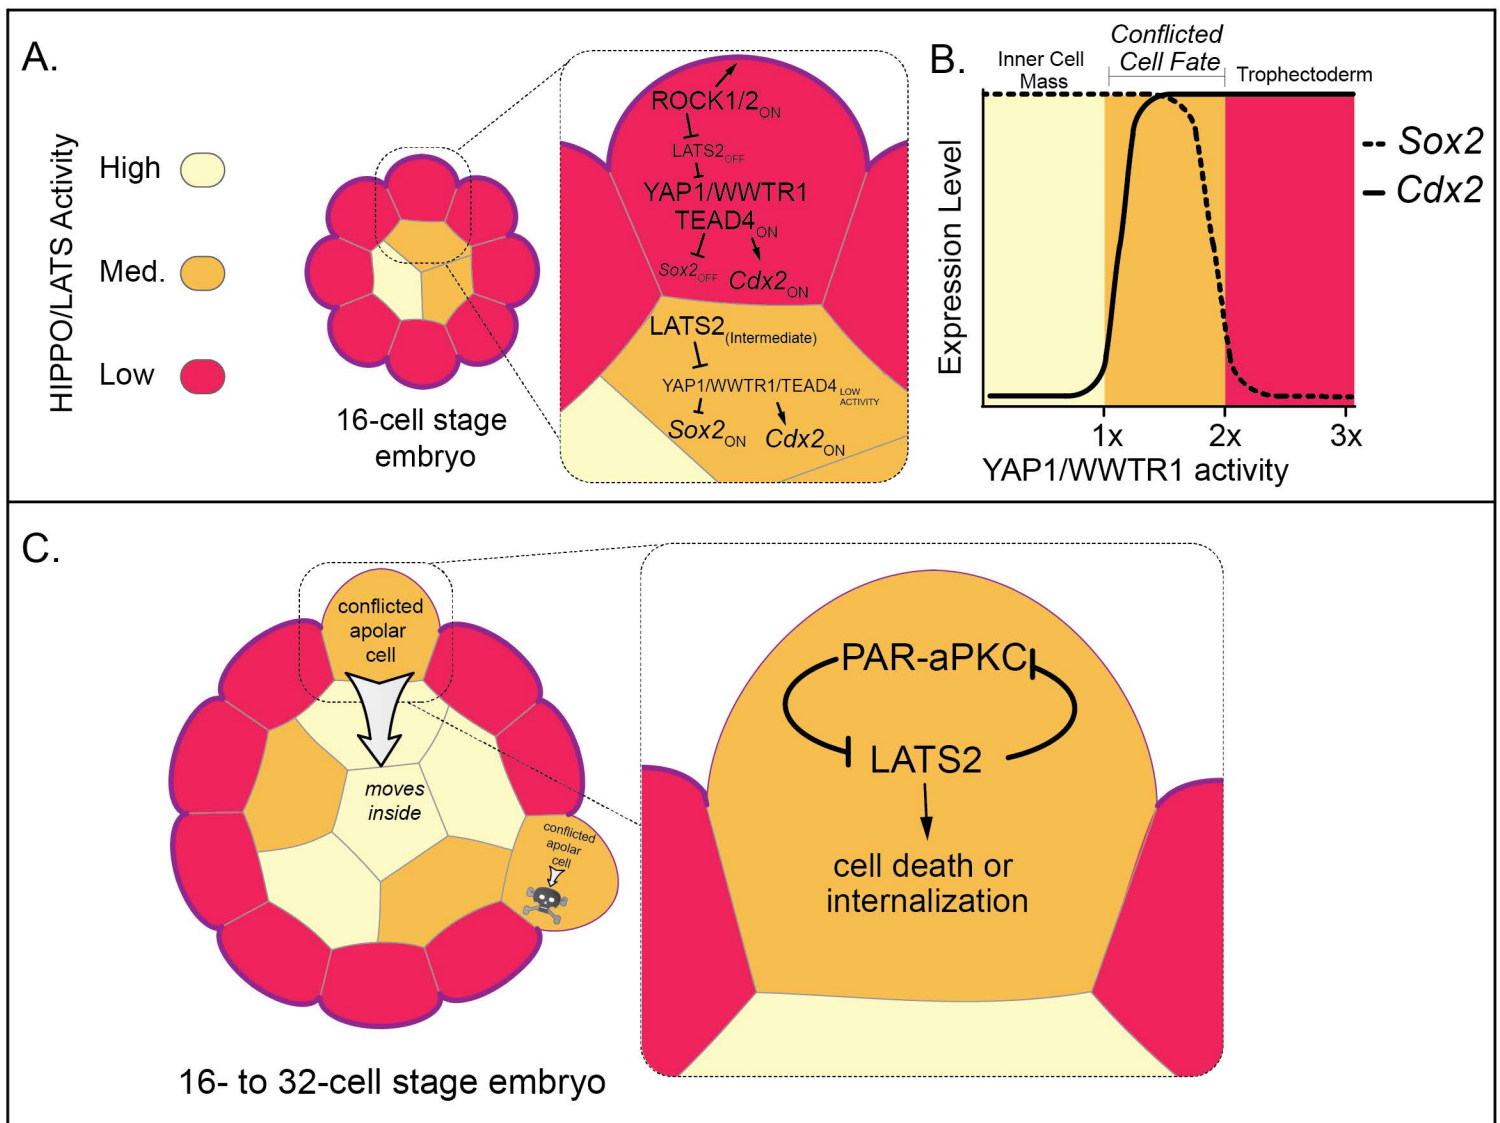 A.
HIPPO/LATS Activity
High
Med.
Low
16-cell stage
embryo
ROCK1/2ON
LATS2OFF
YAP1/WWTR1
TEAD4ON
Sox2OFF Cdx2ON
LATS2(Intermediate)
YAP1/WWTR1/TEAD4LOW
ACTIVITY
Sox2ON Cdx2ON
B.
Inner Cell
Mass
Conflicted
Cell Fate
Trophectoderm
Expression Level
Sox2
Cdx2
1x 2x 3x
YAP1/WWTR1 activity
C.
conflicted
apolar
cell
moves
inside
conflicted
apolar
cell
16- to 32-cell stage embryo
PAR-aPKC
LATS2
cell death or
internalization